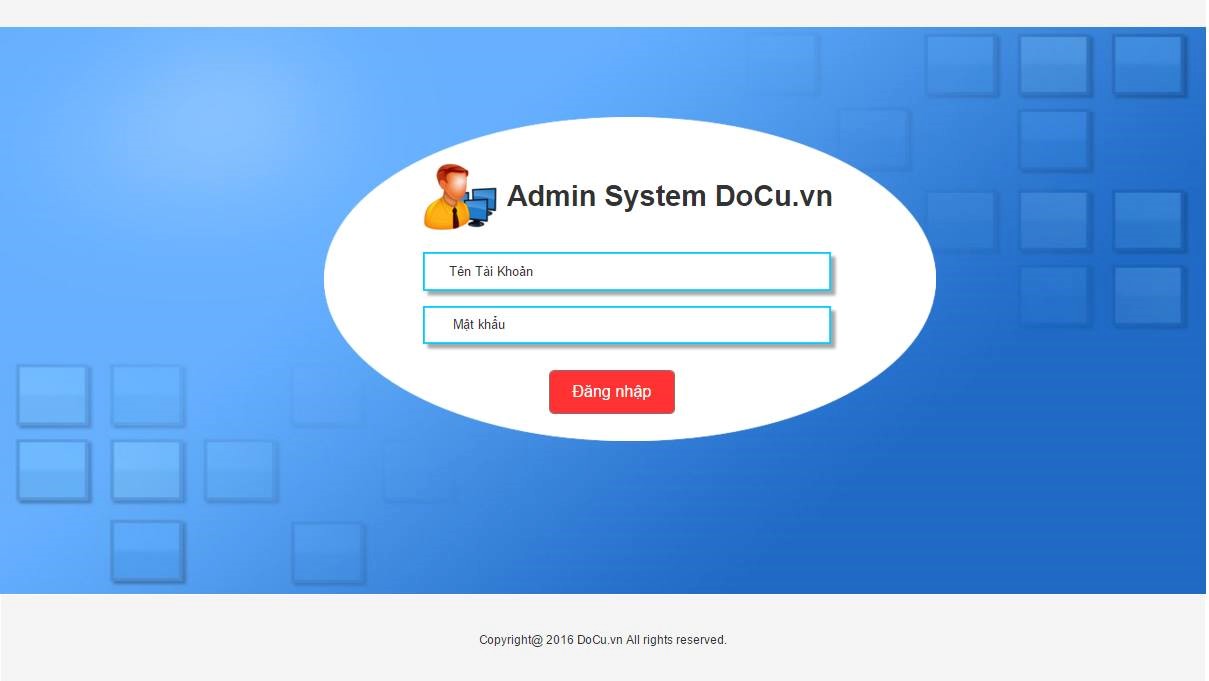 Admin System DoCu.vn
Tên Tài Khoản
Mật khẩu
Đăng nhập
Copyright@ 2016 DoCu.vn All rights reserved.